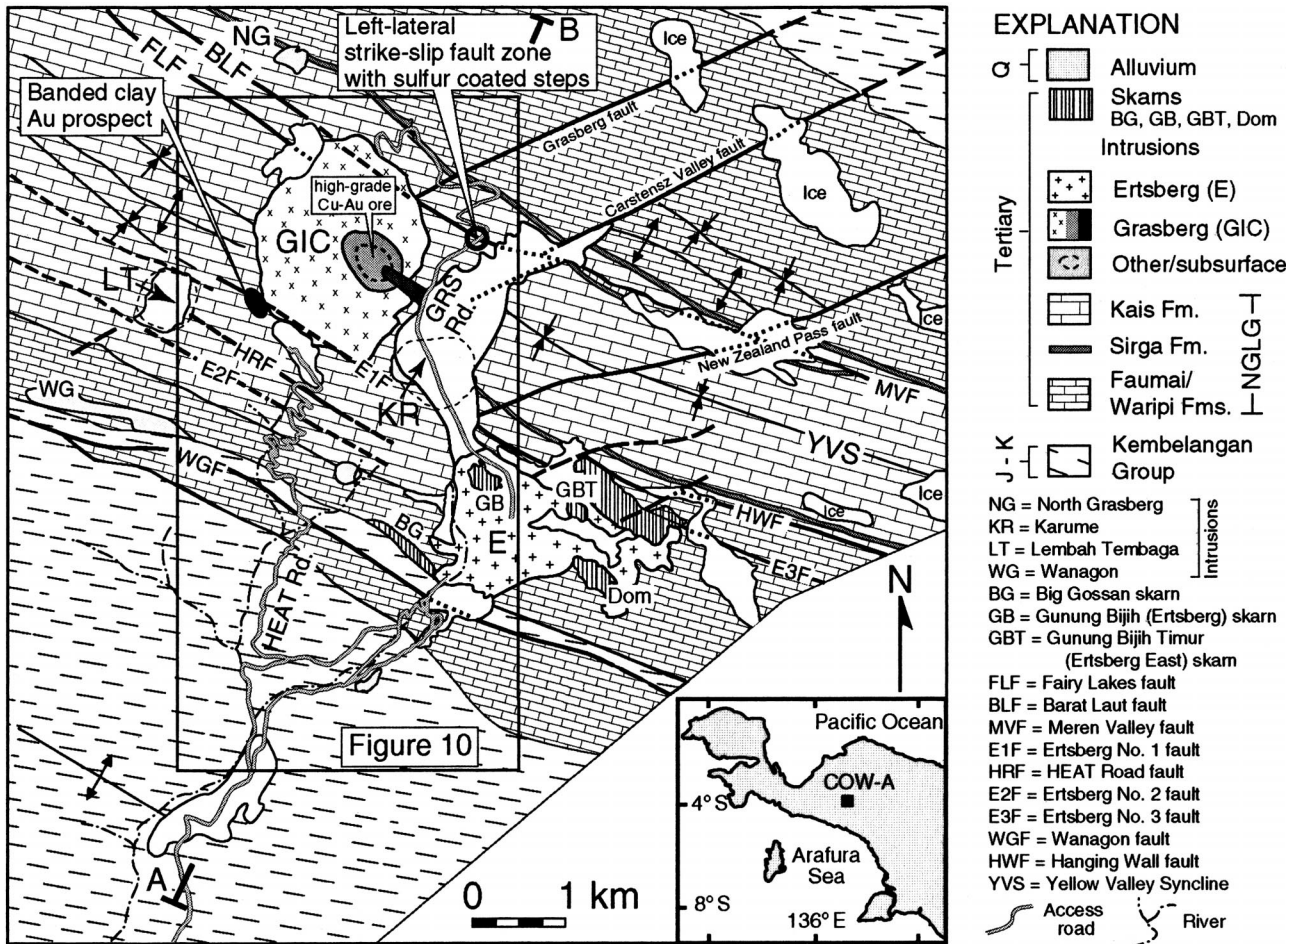 NG
Left-lateral
strike-slip fault zone
with sulfur coated steps
B
Ice
Ice
FLF
BLF
Banded clay
Au prospect
Grasberg fault
Carstensz Valley fault
Ice
high-grade
Cu-Au ore
GIC
LT
GRS
Rd.
Ice
New Zealand Pass fault
HRF
E1F
E2F
KR
MVF
WG
YVS
WGF
GB
GBT
Ice
Ice
HWF
BG
E
E3F
Dom
HEAT Rd.
N
Figure 10
A
0 1 km
Pacific Ocean
COW-A
4° S
Arafura
Sea
8° S
136° E
EXPLANATION
Q
Alluvium
Tertiary
Skarns
BG, GB, GBT, Dom
Intrusions
Ertsberg (E)
Grasberg (GIC)
Other/subsurface
Kais Fm.
Sirga Fm.
Faumai/
Waripi Fms.
NGLG
J - K
Kembelangan
Group
NG = North Grasberg
KR = Karume
LT = Lembah Tembaga
WG = Wanagon
Intrusions
BG = Big Gossan skarn
GB = Gunung Bijih (Ertsberg) skarn
GBT = Gunung Bijih Timur
(Ertsberg East) skarn
FLF = Fairy Lakes fault
BLF = Barat Laut fault
MVF = Meren Valley fault
E1F = Ertsberg No. 1 fault
HRF = HEAT Road fault
E2F = Ertsberg No. 2 fault
E3F = Ertsberg No. 3 fault
WGF = Wanagon fault
HWF = Hanging Wall fault
YVS = Yellow Valley Syncline
Access
road
River